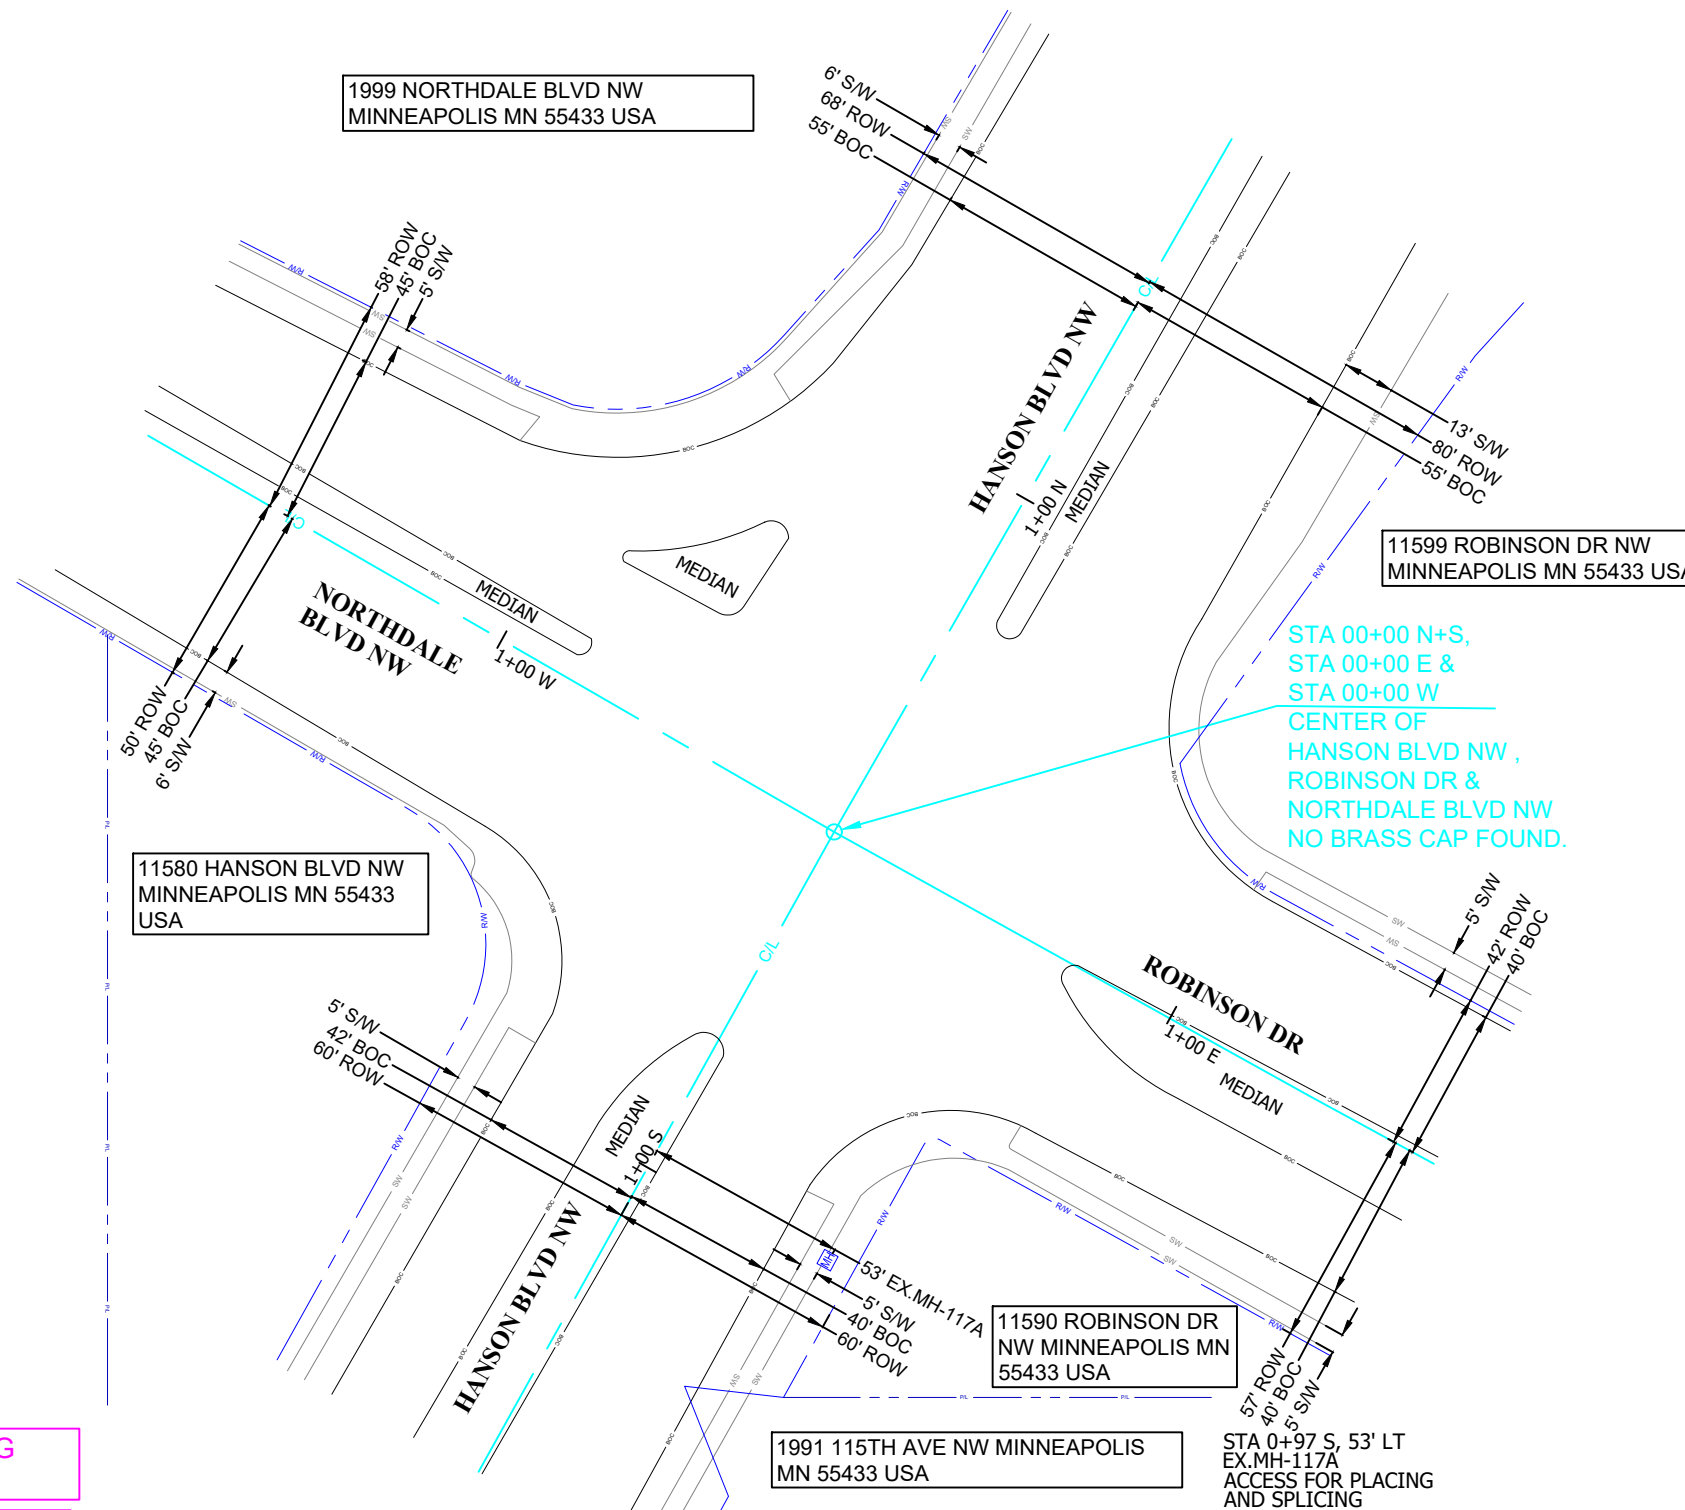 1999 NORTHDALE BLVD NW
MINNEAPOLIS MN 55433 USA
6' S/W
68' ROW
55' BOC
58' ROW
45' BOC
5' S/W
C/L
HANSON BLVD NW
1+00 N
MEDIAN
13' S/W
80' ROW
55' BOC
11599 ROBINSON DR NW
MINNEAPOLIS MN 55433 USA
MEDIAN
MEDIAN
C/L
NORTHDALE
BLVD NW
1+00 W
STA 00+00 N+S,
STA 00+00 E &
STA 00+00 W
CENTER OF
HANSON BLVD NW ,
ROBINSON DR &
NORTHDALE BLVD NW
NO BRASS CAP FOUND.
50' ROW
45' BOC
6' S/W
11580 HANSON BLVD NW
MINNEAPOLIS MN 55433
USA
C/L
5' S/W
42' ROW
40' BOC
ROBINSON DR
1+00 E
MEDIAN
5' S/W
42' BOC
60' ROW
MEDIAN
1+00 S
HANSON BLVD NW
MH
53' EX.MH-117A
5' S/W
40' BOC
60' ROW
11590 ROBINSON DR
NW MINNEAPOLIS MN
55433 USA
57' ROW
40' BOC
5' S/W
1991 115TH AVE NW MINNEAPOLIS
MN 55433 USA
STA 0+97 S, 53' LT
EX.MH-117A
ACCESS FOR PLACING
AND SPLICING
G
R/W
SW
BOC
P/L